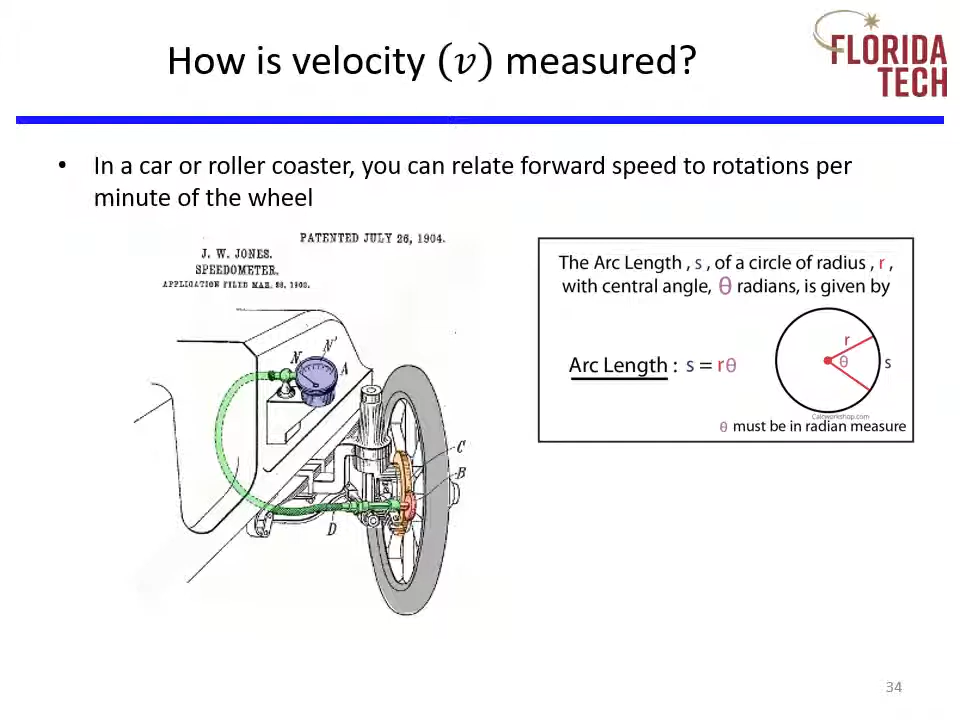 How is velocity (𝑣) measured?
FLORIDA
TECH
• In a car or roller coaster, you can relate forward speed to rotations per
minute of the wheel
PATENTED JULY 26, 1904.
J. W. JONES.
SPEEDOMETER.
APPLICATION FILED MAR. 28, 1903.
N
N'
A
C
B
D
The Arc Length , s , of a circle of radius , r ,
with central angle, θ radians, is given by
Arc Length : s = rθ
r
θ
s
Calcworkshop.com
θ must be in radian measure
34